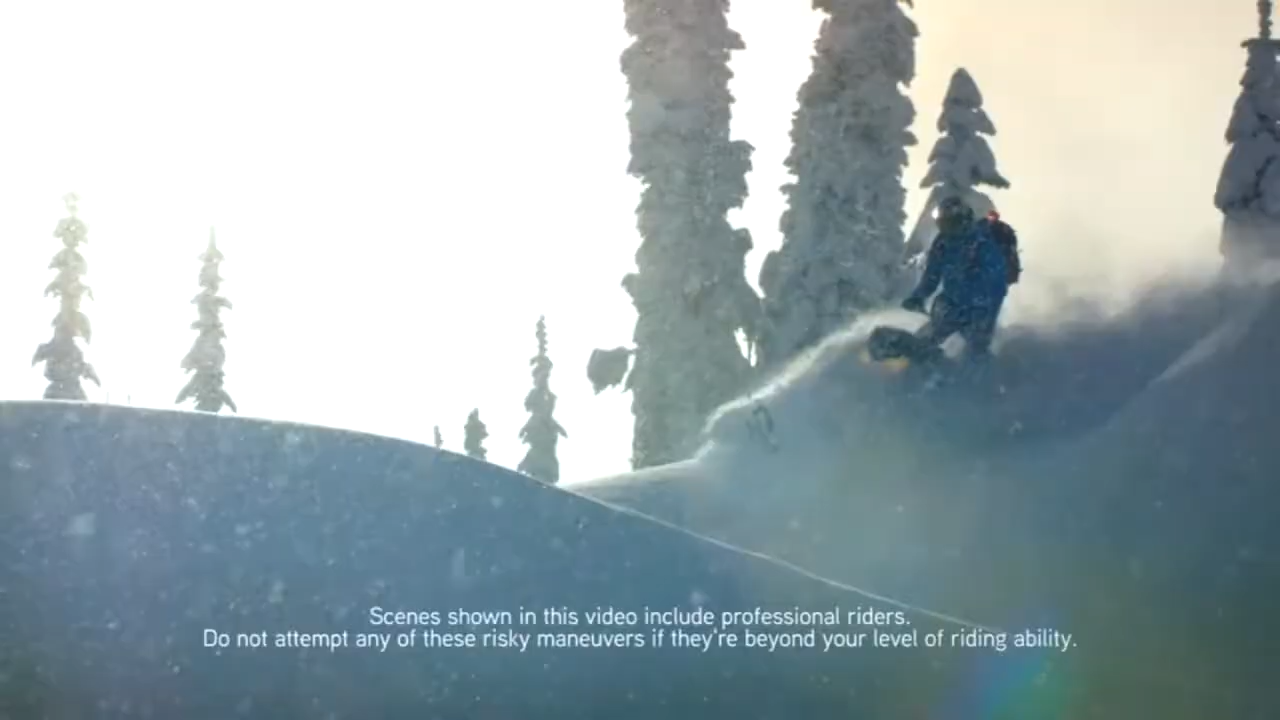 Scenes shown in this video include professional riders.
Do not attempt any of these risky maneuvers if they're beyond your level of riding ability.